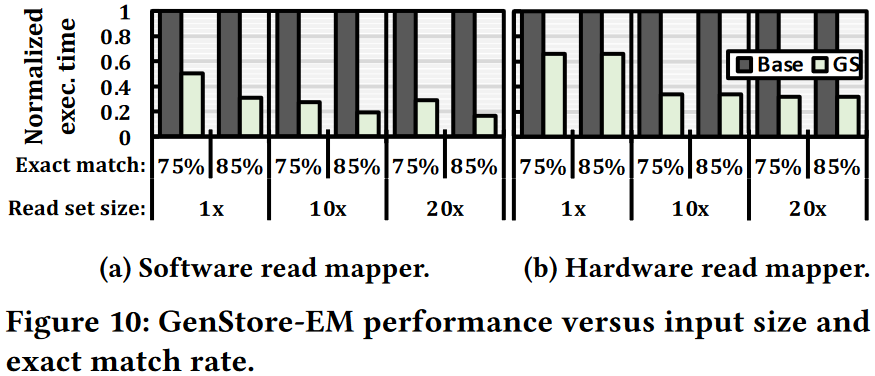 Normalized
exec. time
1
0.8
0.6
0.4
0.2
0
Base GS
Exact match: 75% 85% 75% 85% 75% 85% 75% 85% 75% 85% 75% 85%
Read set size: 1x 10x 20x 1x 10x 20x
(a) Software read mapper. (b) Hardware read mapper.
Figure 10: GenStore-EM performance versus input size and
exact match rate.